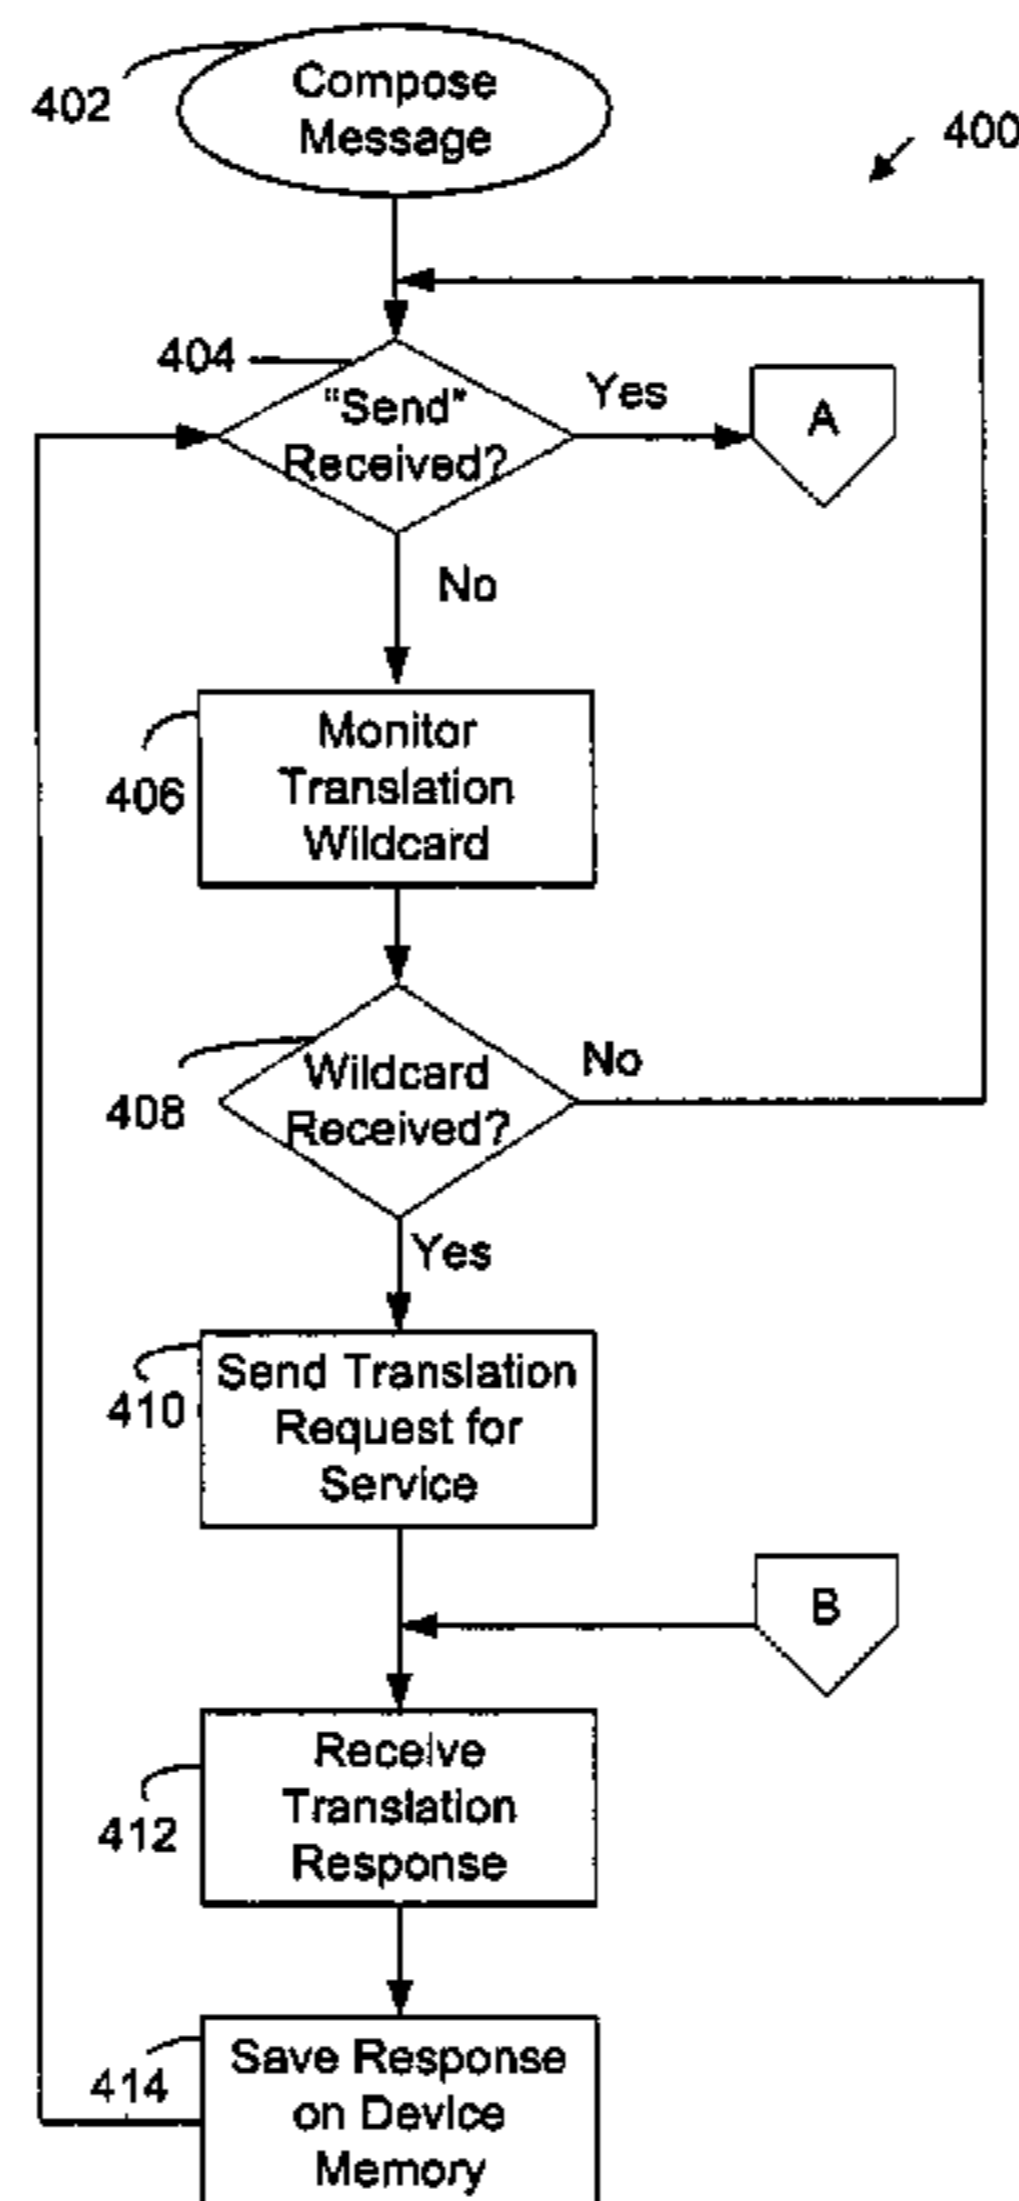 Compose
Message
402
400
404
"Send"
Received?
Yes
A
No
Monitor
Translation
Wildcard
406
Wildcard
Received?
No
408
Yes
Send Translation
Request for
Service
410
B
Receive
Translation
Response
412
Save Response
on Device
Memory
414